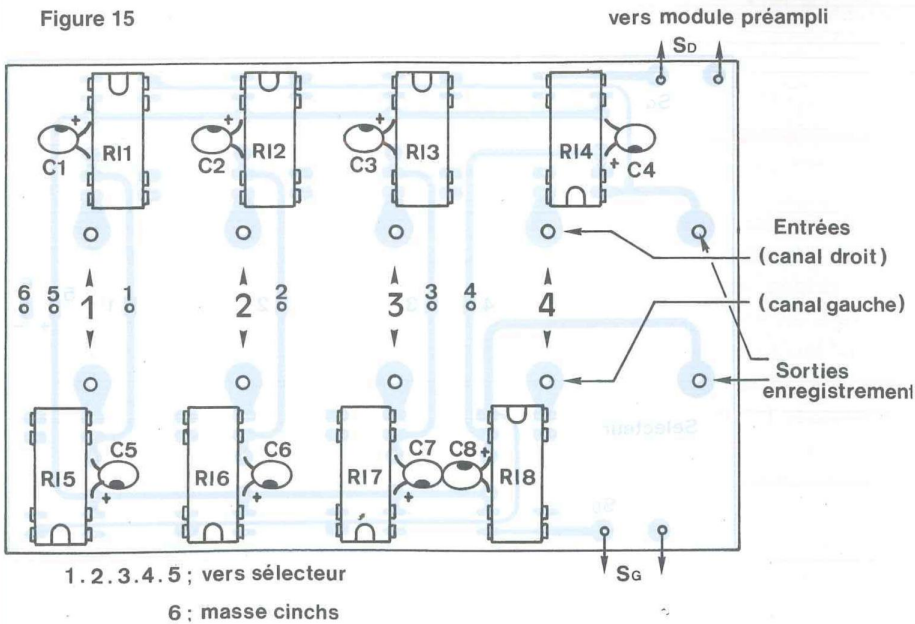 Figure 15
vers module préampli
SD
C1
+
RI1
C2
+
RI2
C3
+
RI3
RI4
+
C4
Entrées
(canal droit)
6
5
1
1
2
2
3
3
4
4
(canal gauche)
Sorties
enregistrement
RI5
C5
+
RI6
C6
+
RI7
C7
+
C8
+
RI8
SG
1.2.3.4.5 ; vers sélecteur
6 ; masse cinchs